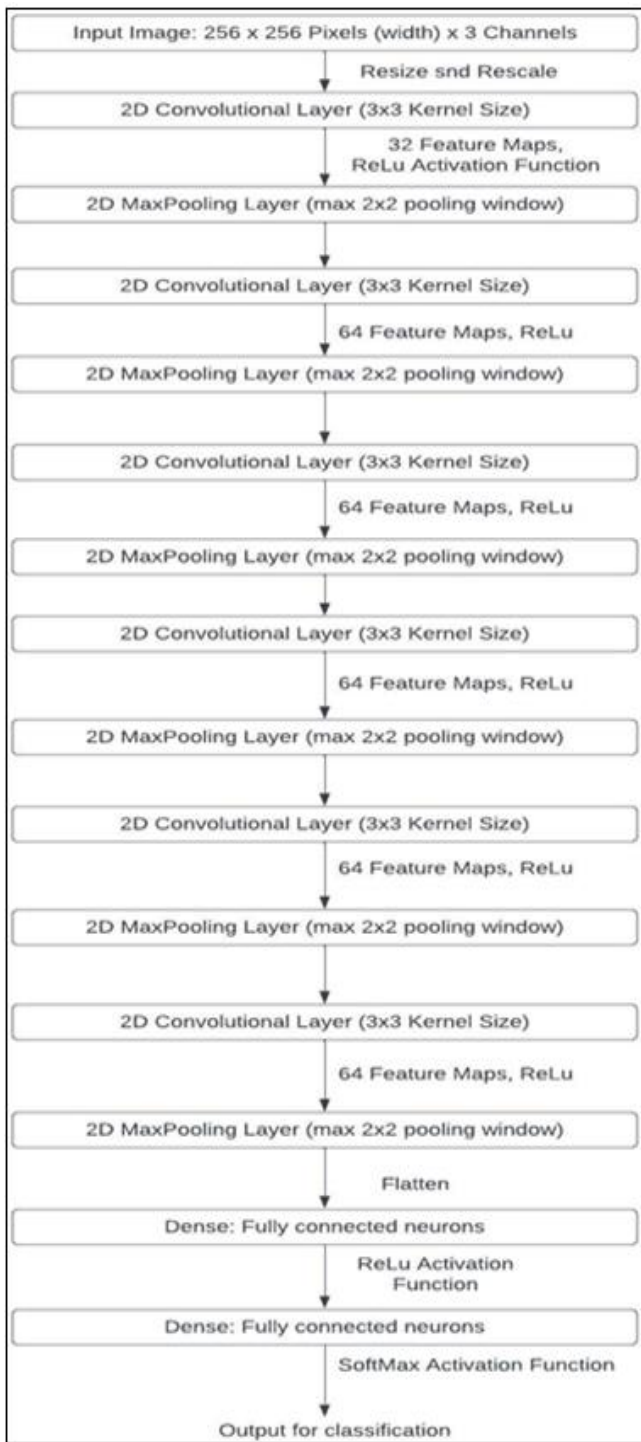 Input Image: 256 x 256 Pixels (width) x 3 Channels
Resize snd Rescale
2D Convolutional Layer (3x3 Kernel Size)
32 Feature Maps,
ReLu Activation Function
2D MaxPooling Layer (max 2x2 pooling window)
2D Convolutional Layer (3x3 Kernel Size)
64 Feature Maps, ReLu
2D MaxPooling Layer (max 2x2 pooling window)
2D Convolutional Layer (3x3 Kernel Size)
64 Feature Maps, ReLu
2D MaxPooling Layer (max 2x2 pooling window)
2D Convolutional Layer (3x3 Kernel Size)
64 Feature Maps, ReLu
2D MaxPooling Layer (max 2x2 pooling window)
2D Convolutional Layer (3x3 Kernel Size)
64 Feature Maps, ReLu
2D MaxPooling Layer (max 2x2 pooling window)
2D Convolutional Layer (3x3 Kernel Size)
64 Feature Maps, ReLu
2D MaxPooling Layer (max 2x2 pooling window)
Flatten
Dense: Fully connected neurons
ReLu Activation
Function
Dense: Fully connected neurons
SoftMax Activation Function
Output for classification